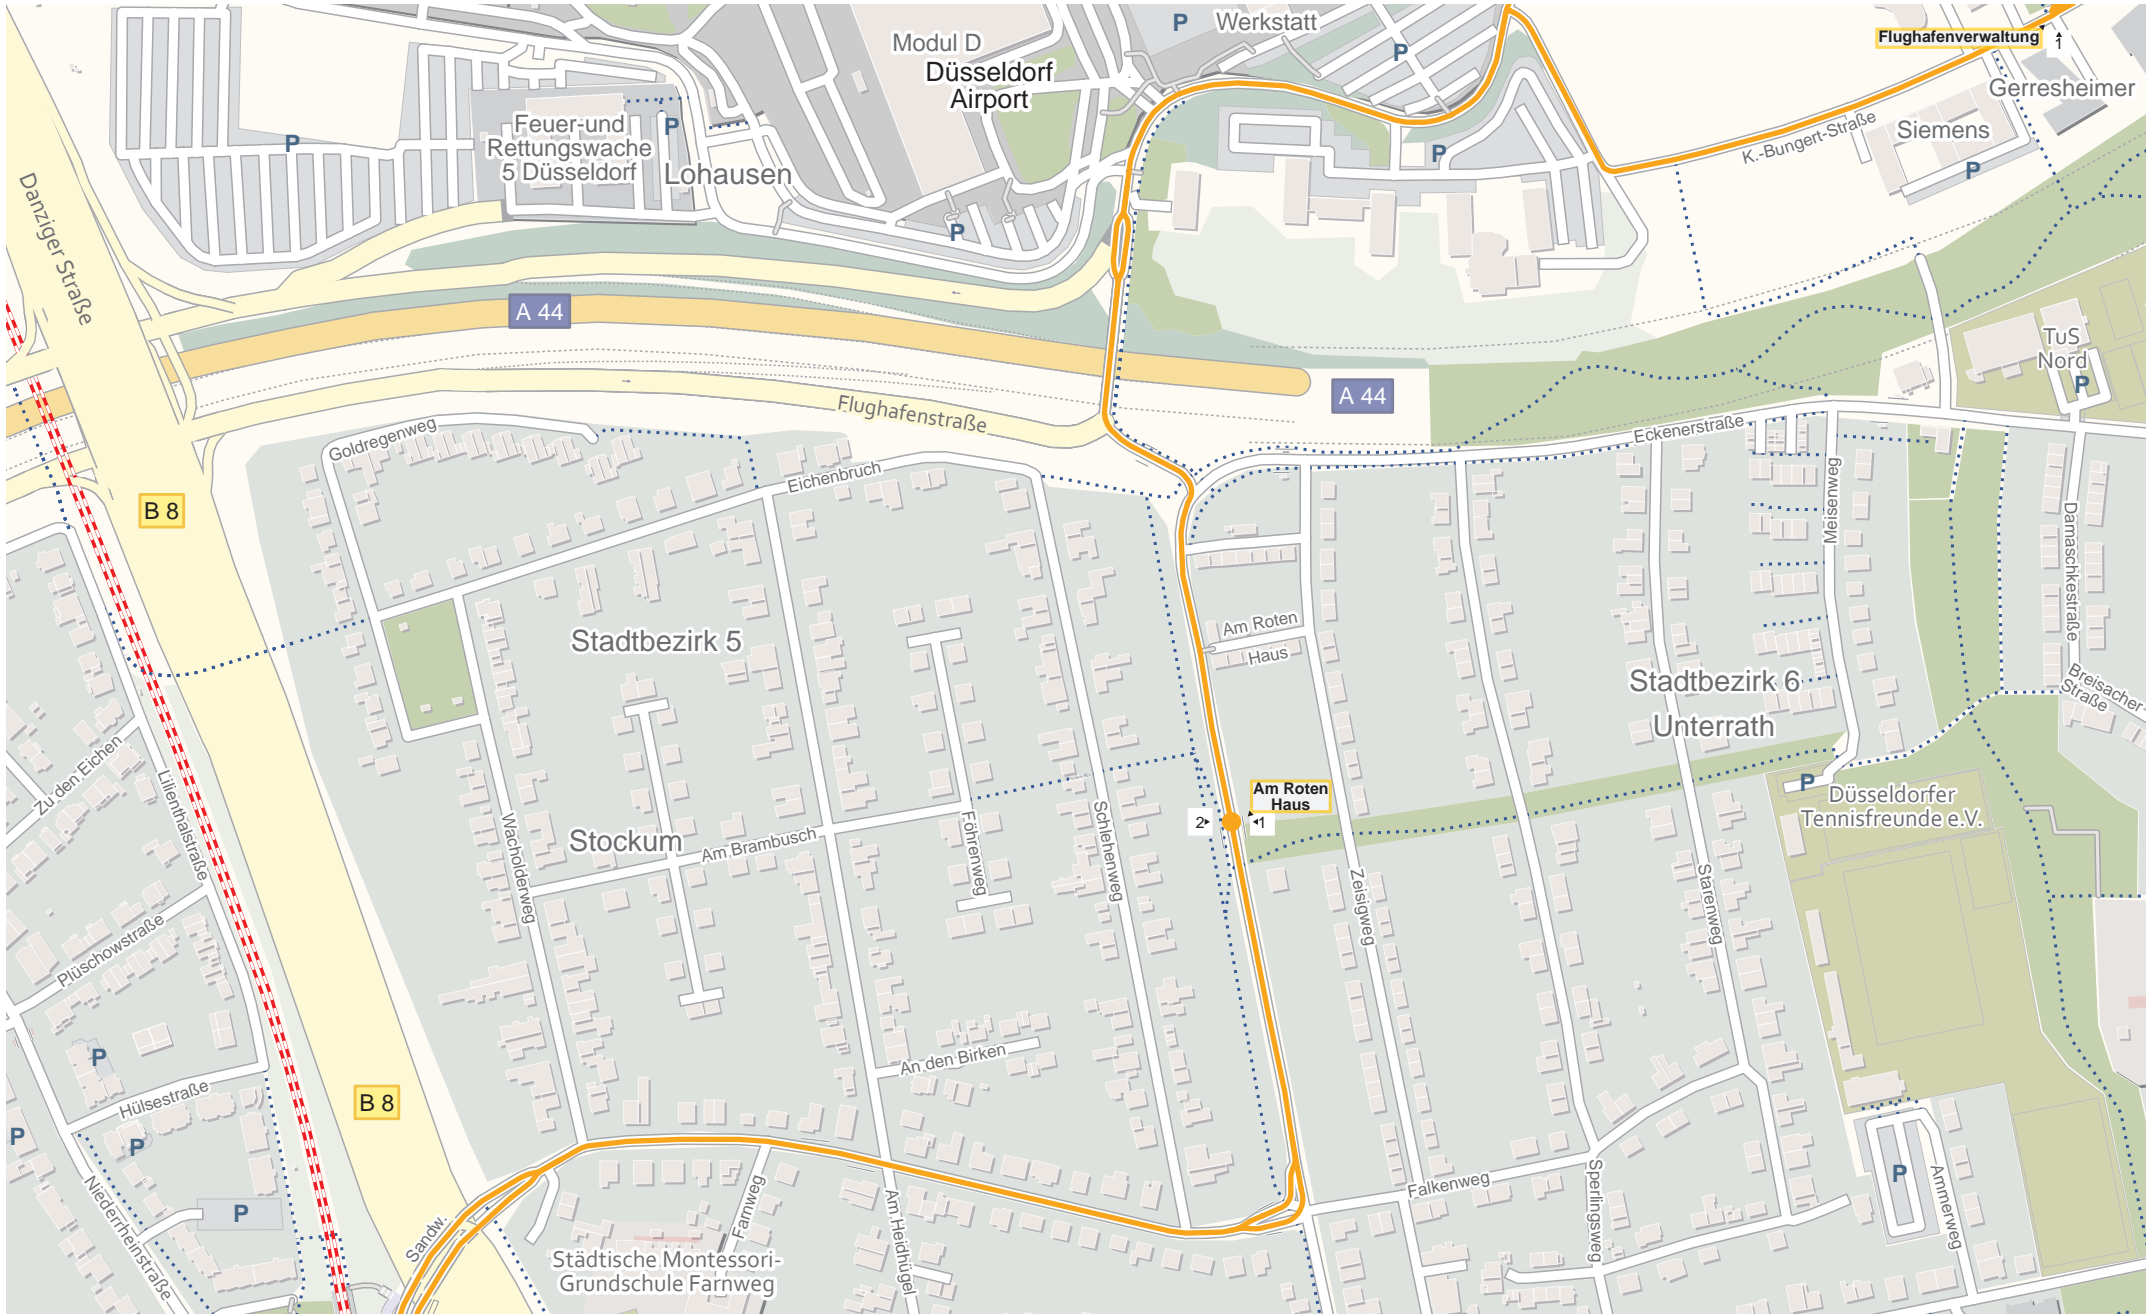 P
Werkstatt
Modul D
Düsseldorf
Airport
P
Flughafenverwaltung
1
Gerresheimer
Feuer-und
Rettungswache
5 Düsseldorf
P
P
Lohausen
P
K.-Bungert-Straße
Siemens
P
Danziger Straße
P
A 44
A 44
TuS
Nord
P
Flughafenstraße
Goldregenweg
Eichenbruch
Eckenerstraße
Meisenweg
Damaschkestraße
B 8
Am Roten
Haus
Stadtbezirk 5
Stadtbezirk 6
Unterrath
Breisacher-
Straße
Zu den Eichen
Lilienthalstraße
Am Roten
Haus
2
1
P
Düsseldorfer
Tennisfreunde e.V.
Stockum
Am Brambusch
Wacholderweg
Föhrenweg
Schlehenweg
Zeisigweg
Starenweg
Plüschowstraße
P
An den Birken
Hülsestraße
B 8
P
P
Niederrheinstraße
P
Sandw.
Farnweg
Am Heidhügel
Falkenweg
Sperlingsweg
P
Ammerweg
Städtische Montessori-
Grundschule Farnweg